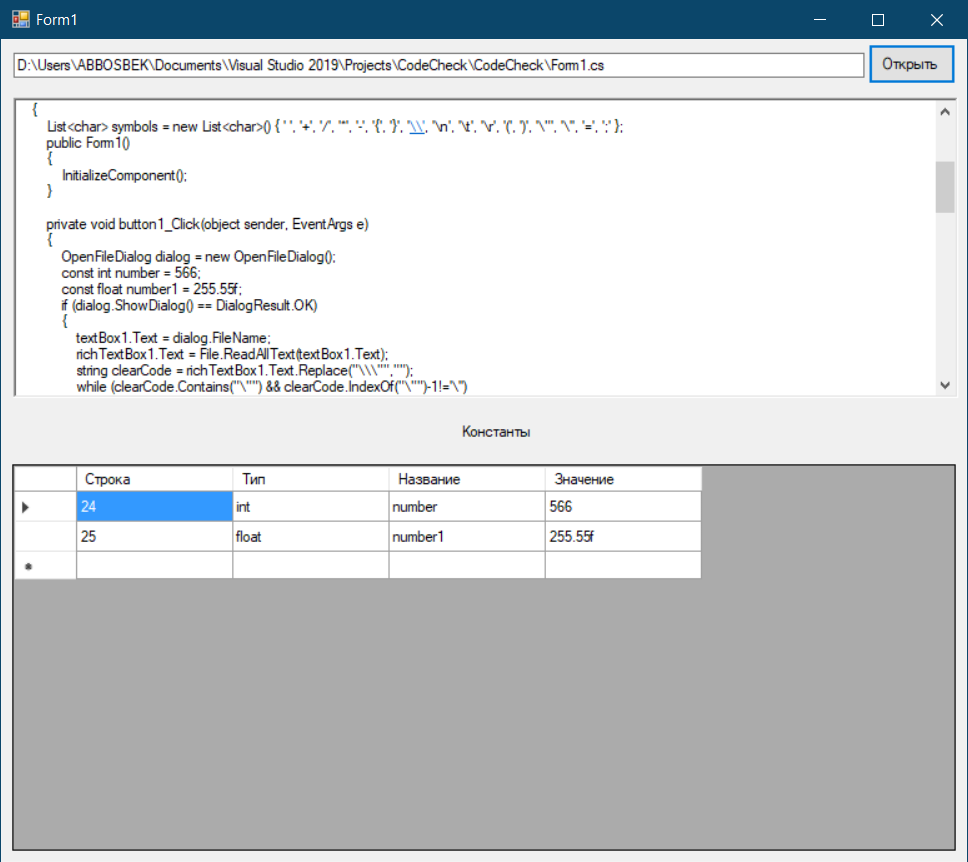 Form1
D:\Users\ABBOSBEK\Documents\Visual Studio 2019\Projects\CodeCheck\CodeCheck\Form1.cs
Открыть
{
List<char> symbols = new List<char>() { ' ', '+', '/', '*', '-', '{', '}', '\\', '\n', '\t', '\r', '(', ')', '\'', '\"', '=', ';' };
public Form1()
{
InitializeComponent();
}
private void button1_Click(object sender, EventArgs e)
{
OpenFileDialog dialog = new OpenFileDialog();
const int number = 566;
const float number1 = 255.55f;
if (dialog.ShowDialog() == DialogResult.OK)
{
textBox1.Text = dialog.FileName;
richTextBox1.Text = File.ReadAllText(textBox1.Text);
string clearCode = richTextBox1.Text.Replace("\\\"","");
while (clearCode.Contains("\"") && clearCode.IndexOf("\"")-1!='\')
Константы
Строка Тип Название Значение
24 int number 566
25 float number1 255.55f